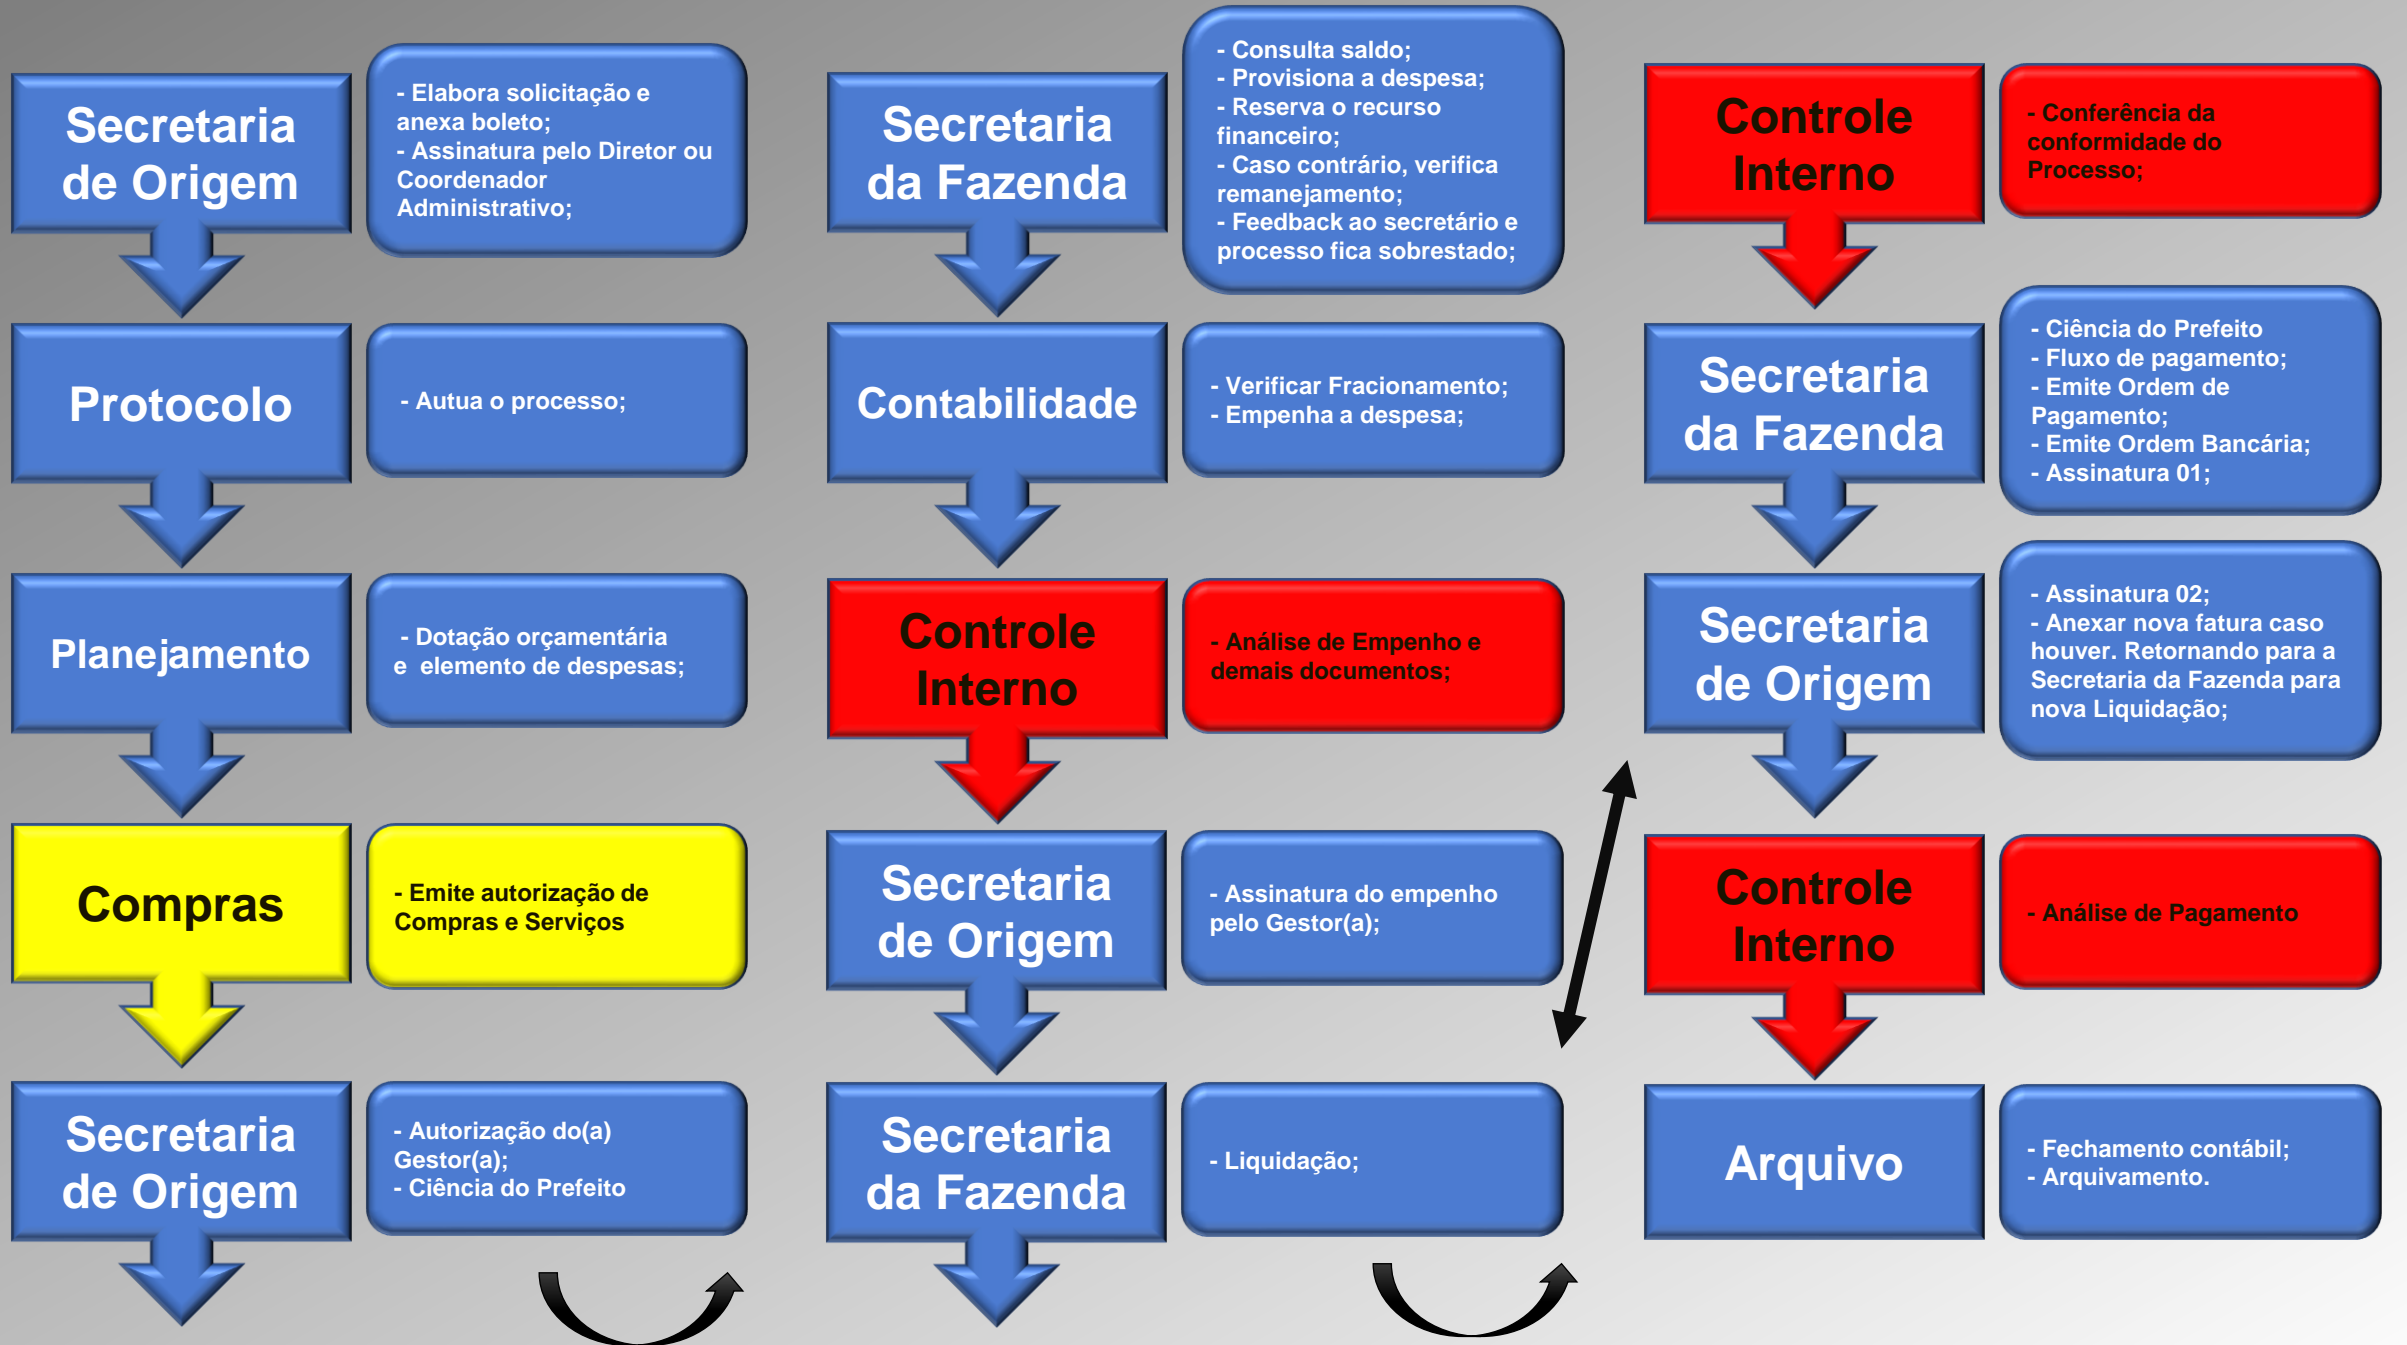 Secretaria
de Origem
- Elabora solicitação e
anexa boleto;
- Assinatura pelo Diretor ou
Coordenador
Administrativo;
Protocolo
- Autua o processo;
Planejamento
- Dotação orçamentária
e  elemento de despesas;
Compras
- Emite autorização de
Compras e Serviços
Secretaria
de Origem
- Autorização do(a)
Gestor(a);
- Ciência do Prefeito
Secretaria
da Fazenda
- Consulta saldo;
- Provisiona a despesa;
- Reserva o recurso
financeiro;
- Caso contrário, verifica
remanejamento;
- Feedback ao secretário e
processo fica sobrestado;
Contabilidade
- Verificar Fracionamento;
- Empenha a despesa;
Controle
Interno
- Análise de Empenho e
demais documentos;
Secretaria
de Origem
- Assinatura do empenho
pelo Gestor(a);
Secretaria
da Fazenda
- Liquidação;
Controle
Interno
- Conferência da
conformidade do
Processo;
Secretaria
da Fazenda
- Ciência do Prefeito
- Fluxo de pagamento;
- Emite Ordem de
Pagamento;
- Emite Ordem Bancária;
- Assinatura 01;
Secretaria
de Origem
- Assinatura 02;
- Anexar nova fatura caso
houver. Retornando para a
Secretaria da Fazenda para
nova Liquidação;
Controle
Interno
- Análise de Pagamento
Arquivo
- Fechamento contábil;
- Arquivamento.